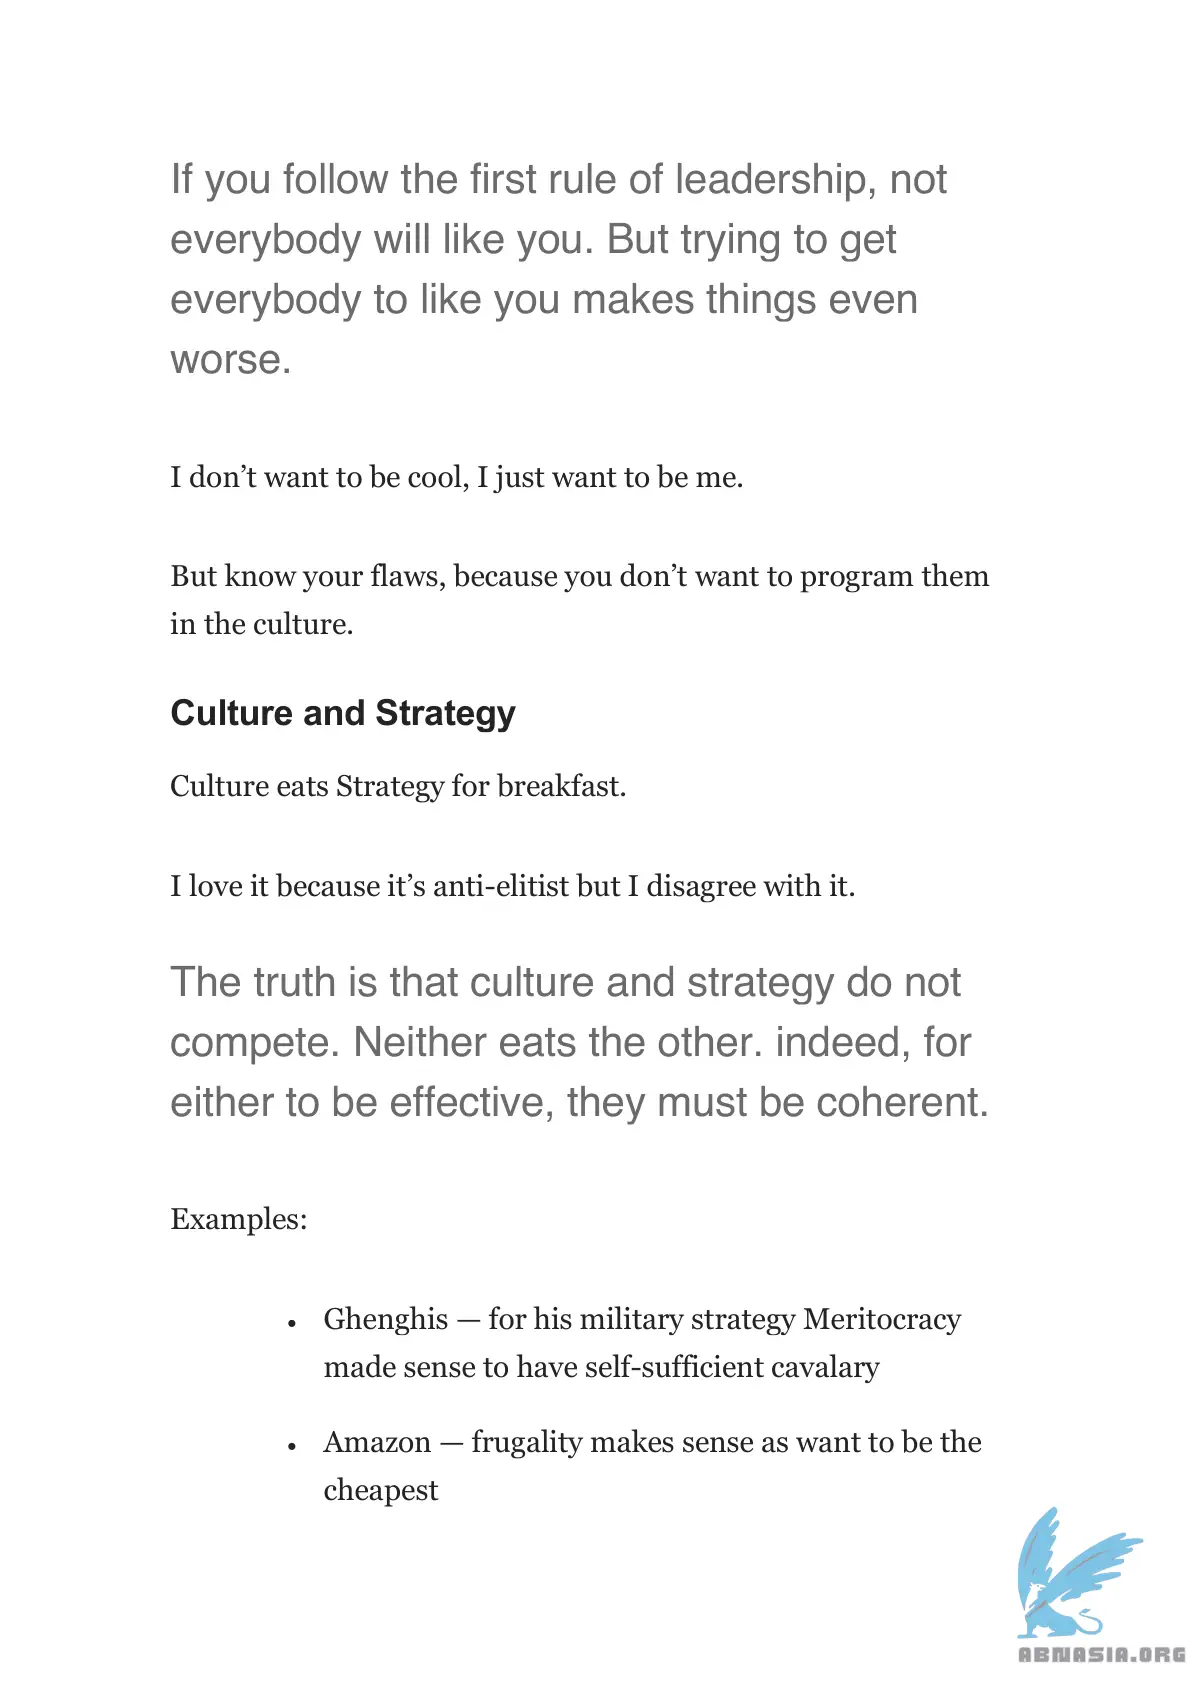 If you follow the first rule of leadership, not
everybody will like you. But trying to get
everybody to like you makes things even
worse.
I don’t want to be cool, I just want to be me.
But know your flaws, because you don’t want to program them
in the culture.
Culture and Strategy
Culture eats Strategy for breakfast.
I love it because it’s anti-elitist but I disagree with it.
The truth is that culture and strategy do not
compete. Neither eats the other. indeed, for
either to be effective, they must be coherent.
Examples:
• Ghenghis — for his military strategy Meritocracy
made sense to have self-sufficient cavalary
• Amazon — frugality makes sense as want to be the
cheapest
ABNASIA.ORG